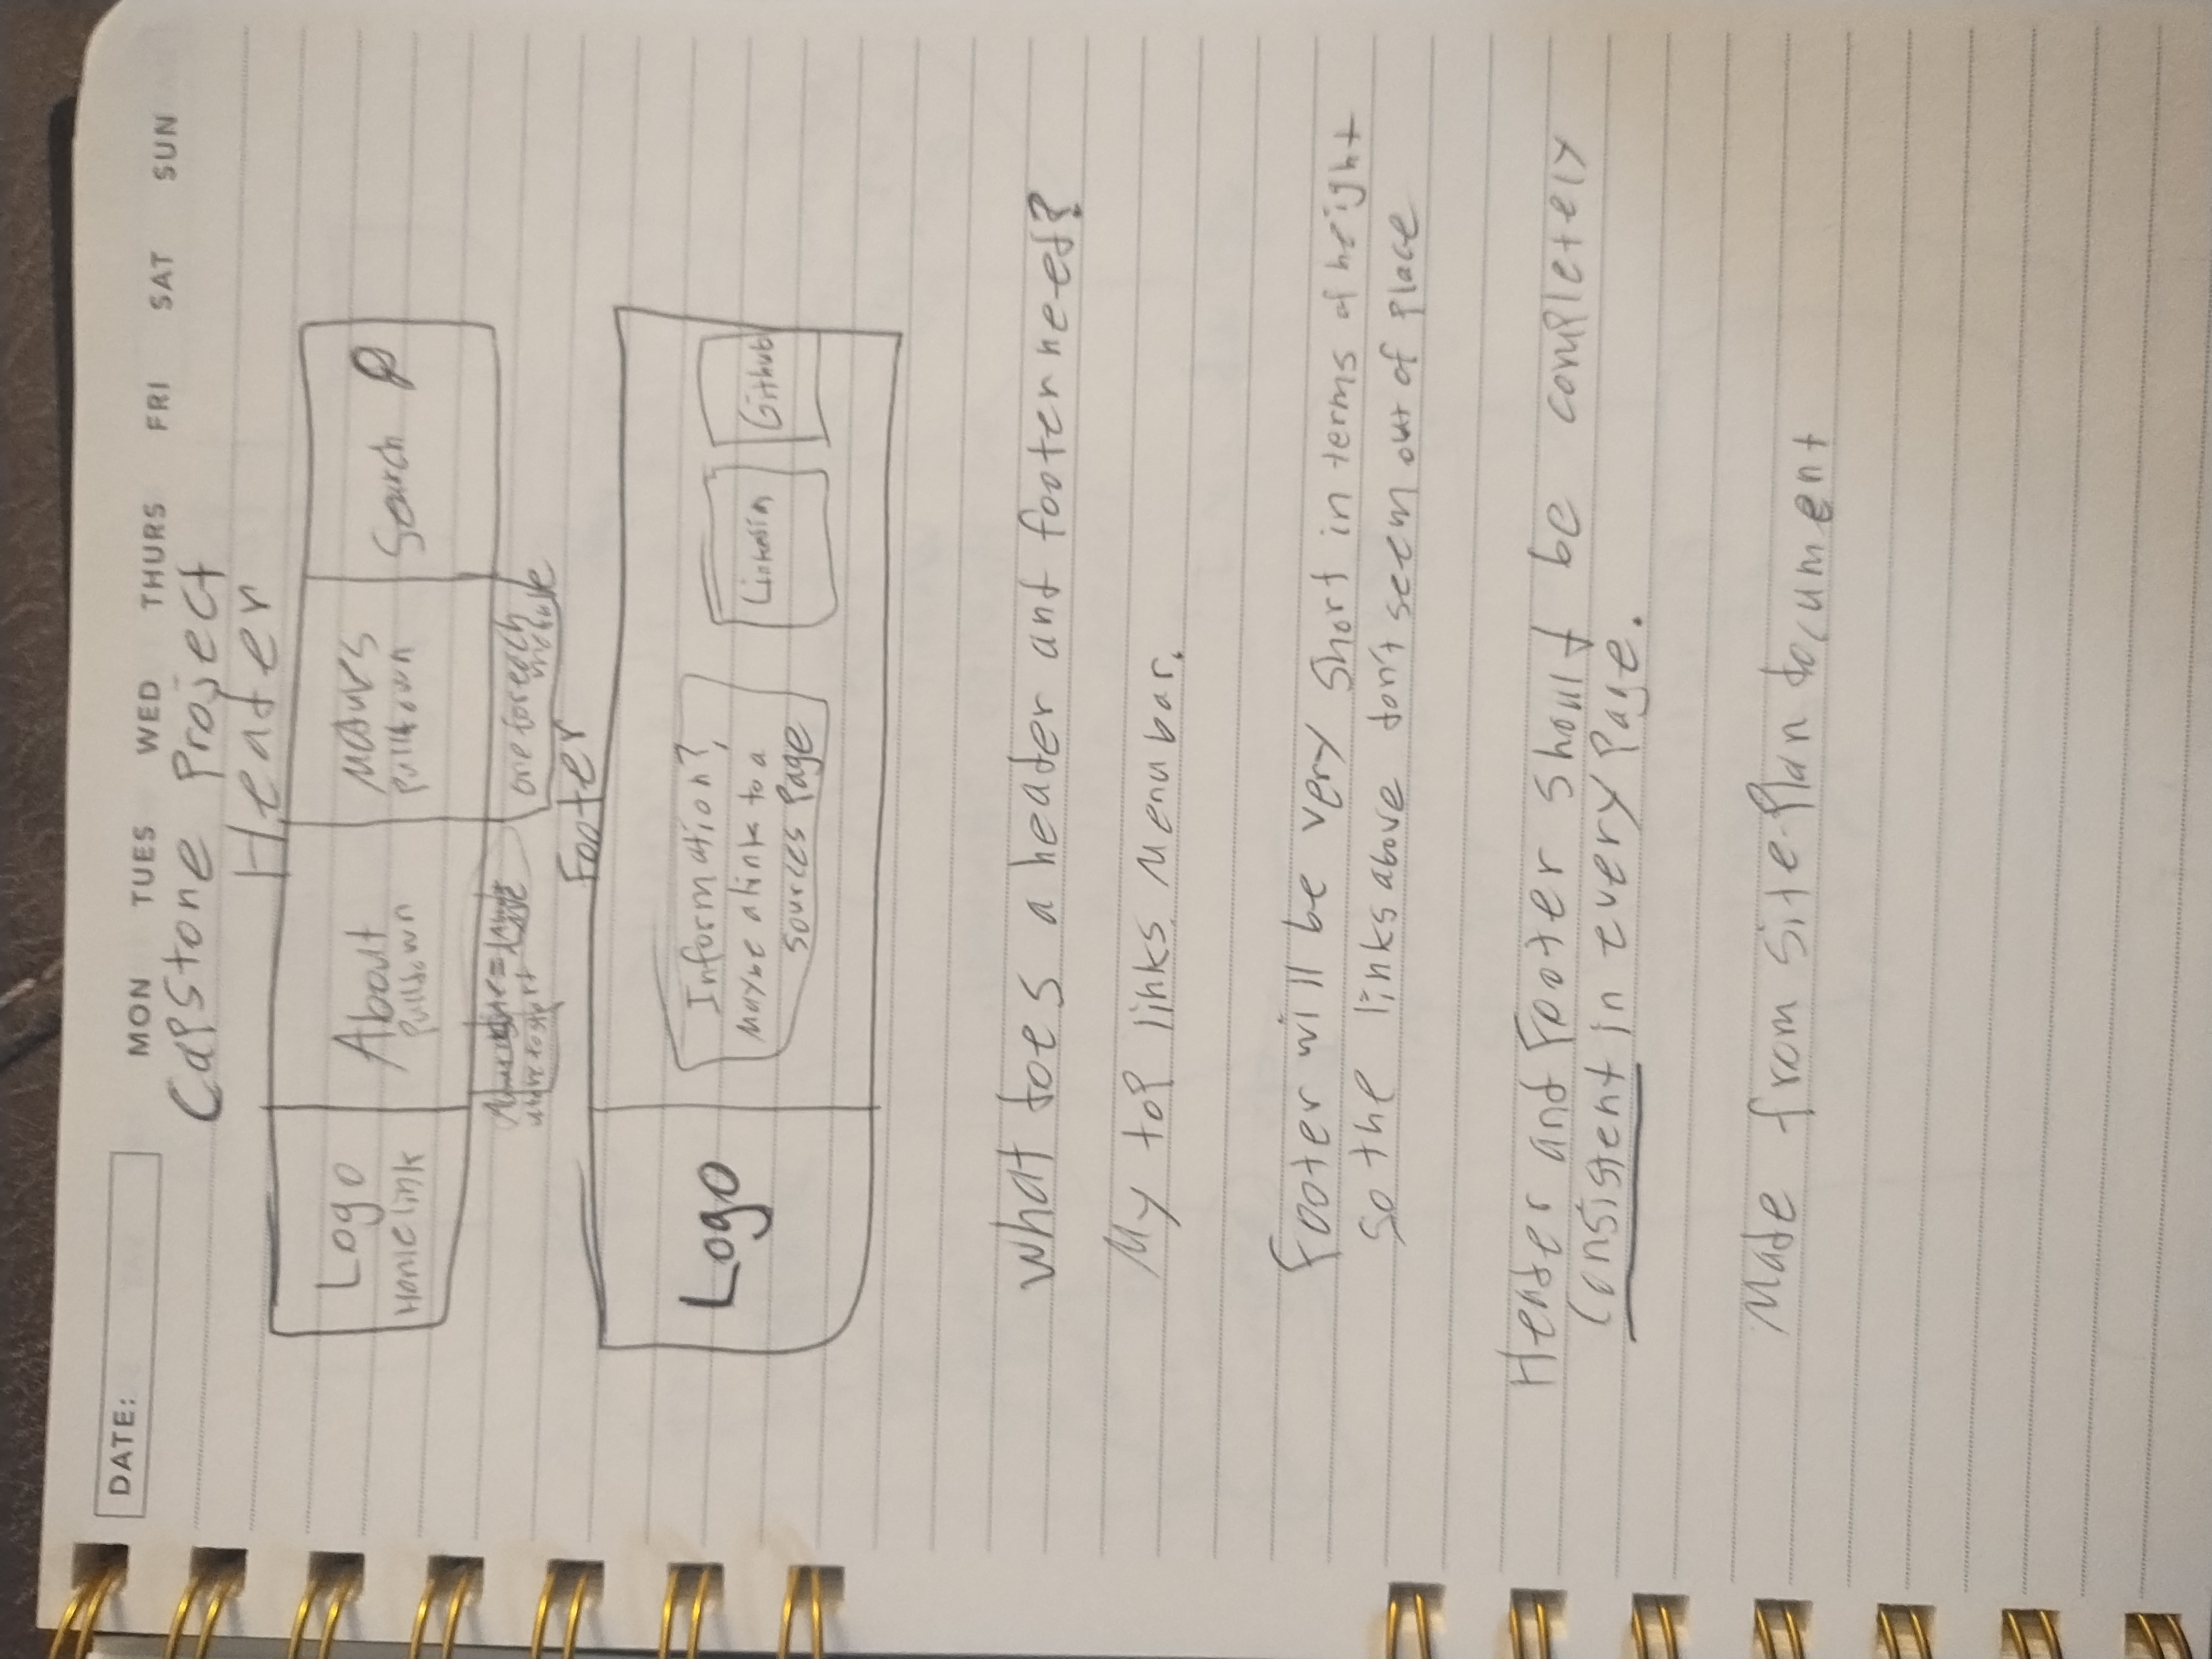 DATE:
MON TUES WED THURS FRI SAT SUN
Capstone Project
Header
Logo
Home link
About
Pulldown
Pulldown
Search
where to start
one for each
module
Footer
Logo
Information?
Maybe a link to a
sources Page
Linkedin
Github
What does a header and footer need?
My top links. Menu bar.
Footer will be very short in terms of height
so the links above don't seem out of place
Header and Footer should be completely
consistent in every Page.
Made from site-Plan document